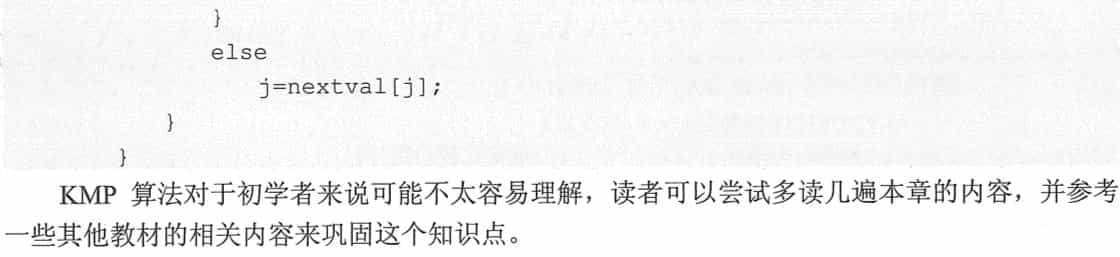 }
else
j=nextval[j];
}
}
KMP 算法对于初学者来说可能不太容易理解，读者可以尝试多读几遍本章的内容，并参考
一些其他教材的相关内容来巩固这个知识点。